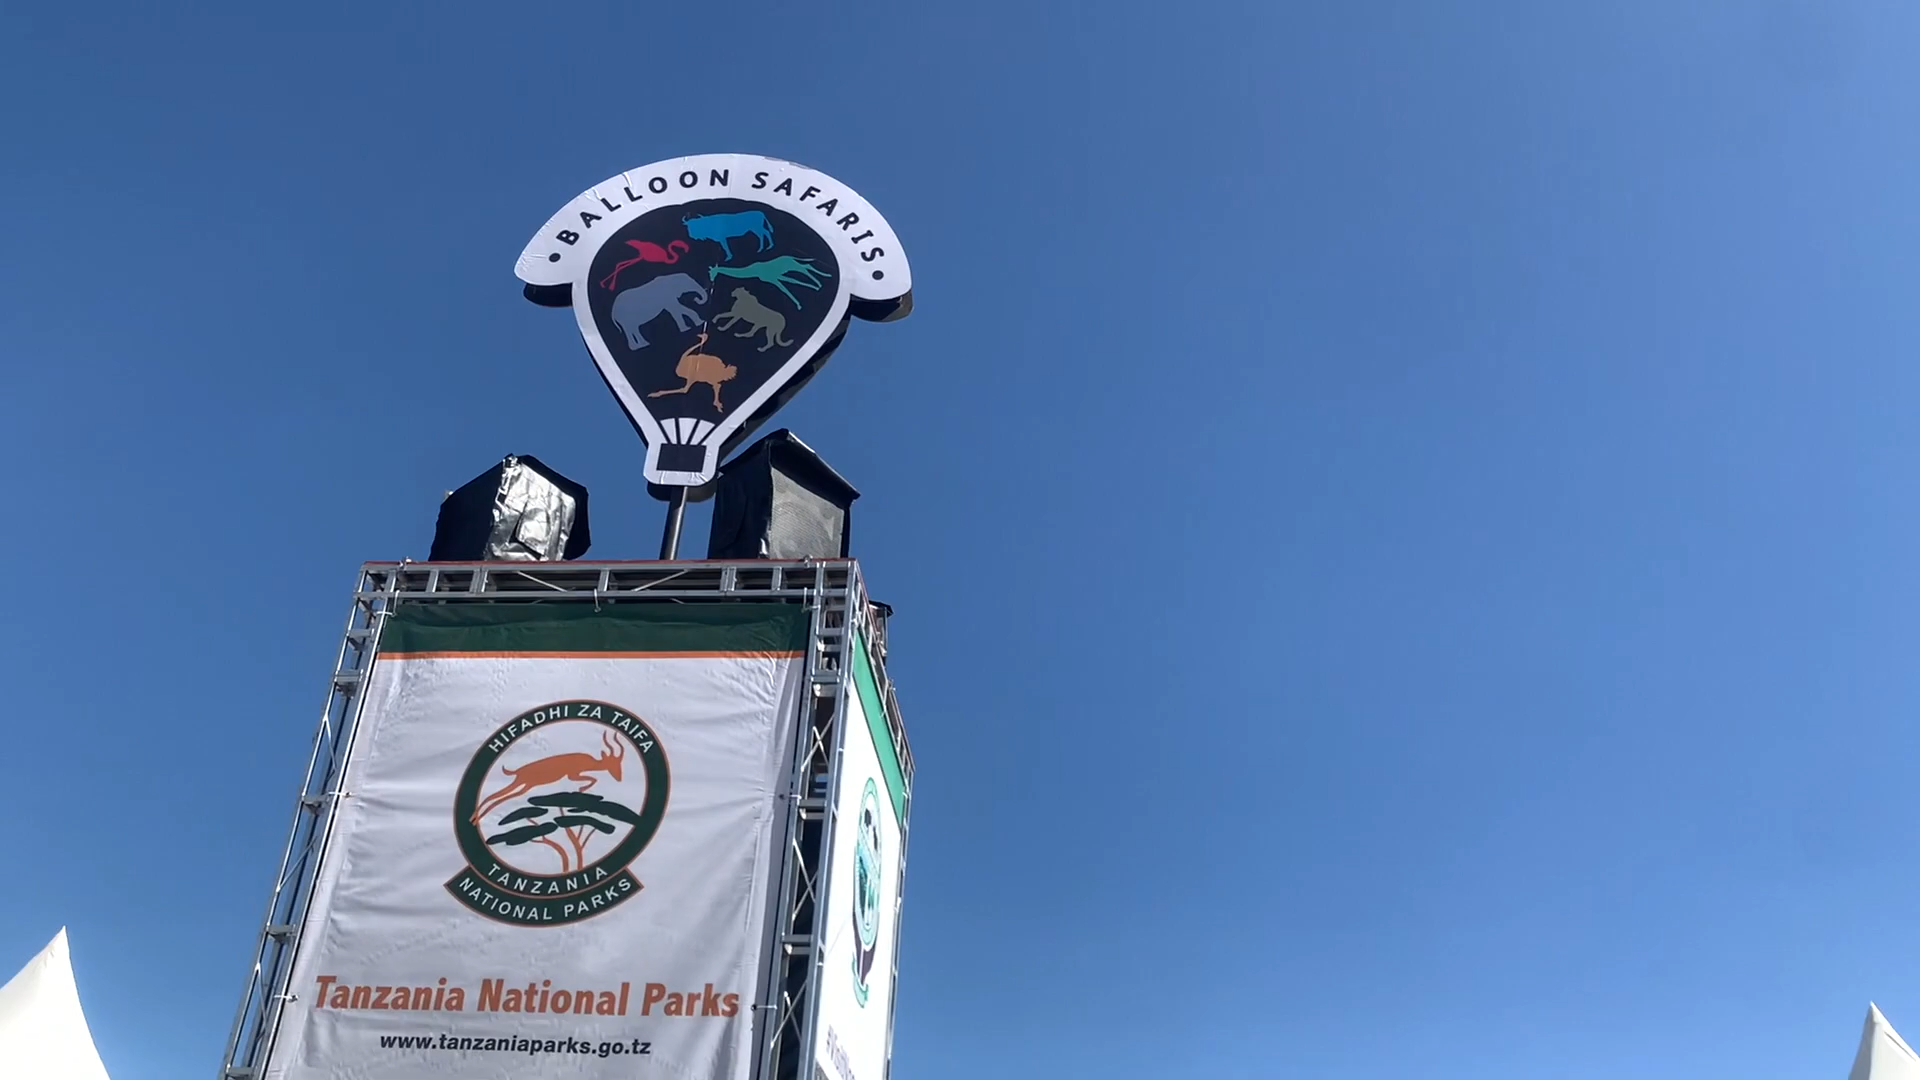 • BALLOON SAFARIS •
HIFADHI ZA TAIFA
TANZANIA
NATIONAL PARKS
Tanzania National Parks
www.tanzaniaparks.go.tz